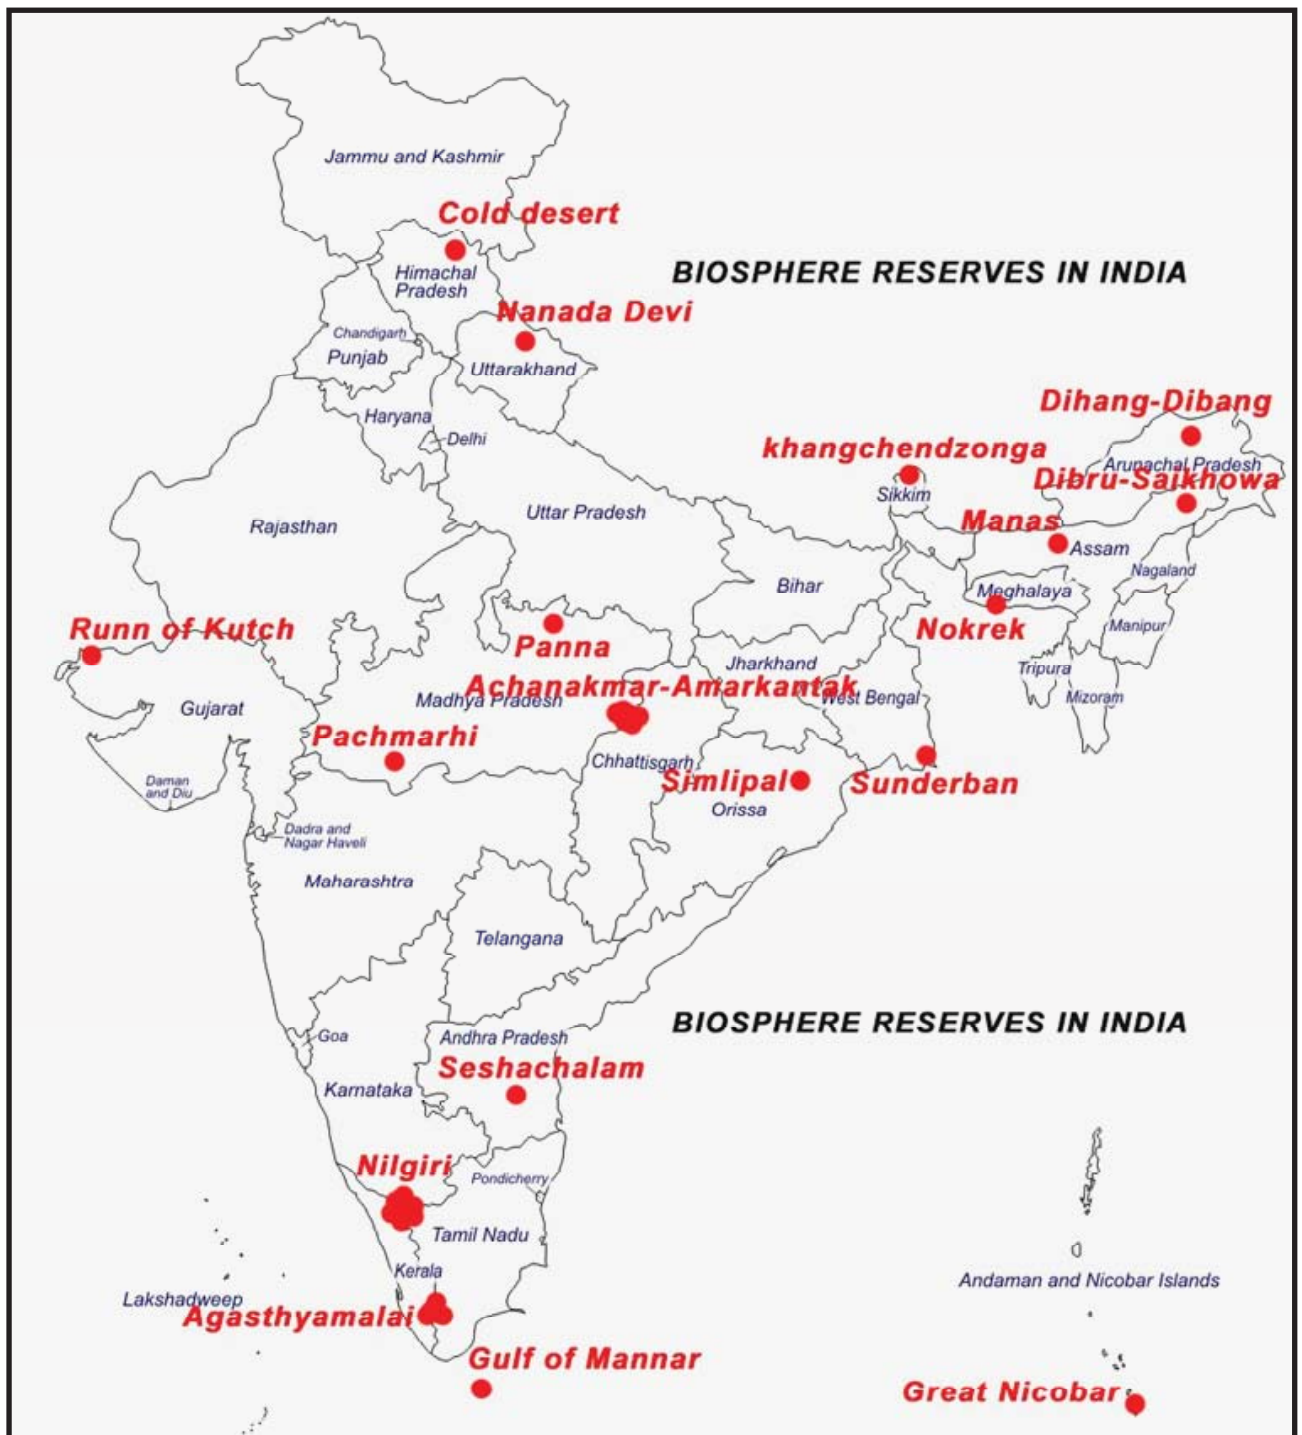 Jammu and Kashmir
Cold desert
Himachal
Pradesh
BIOSPHERE RESERVES IN INDIA
Nanada Devi
Chandigarh
Punjab
Uttarakhand
Haryana
Delhi
Dihang-Dibang
khangchendzonga
Arunachal Pradesh
Dibru-Saikhowa
Sikkim
Rajasthan
Uttar Pradesh
Manas
Assam
Nagaland
Bihar
Meghalaya
Runn of Kutch
Nokrek
Manipur
Panna
Jharkhand
Tripura
Achanakmar-Amarkantak
Madhya Pradesh
West Bengal
Mizoram
Gujarat
Pachmarhi
Chhattisgarh
Simlipal
Sunderban
Daman
and Diu
Orissa
Dadra and
Nagar Haveli
Maharashtra
Telangana
BIOSPHERE RESERVES IN INDIA
Goa
Andhra Pradesh
Seshachalam
Karnataka
Nilgiri
Pondicherry
Tamil Nadu
Kerala
Andaman and Nicobar Islands
Lakshadweep
Agasthyamalai
Gulf of Mannar
Great Nicobar